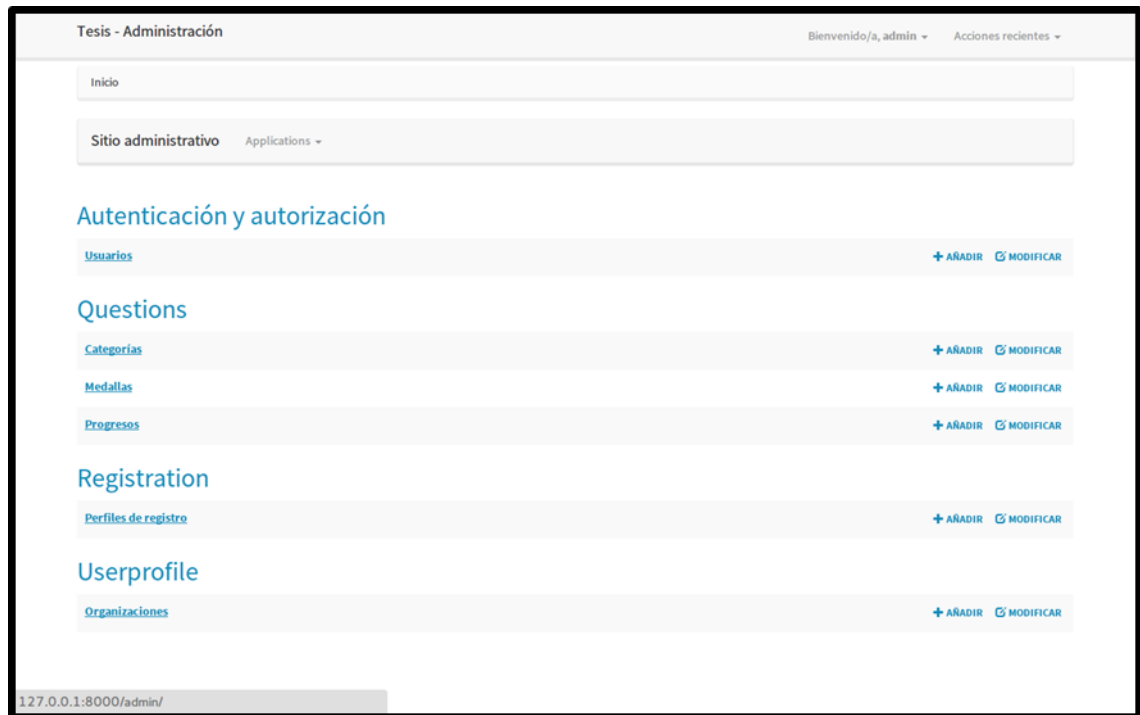 Tesis - Administración Bienvenido/a, admin Acciones recientes
Inicio
Sitio administrativo Applications
Autenticación y autorización
Usuarios AÑADIR MODIFICAR
Questions
Categorías AÑADIR MODIFICAR
Medallas AÑADIR MODIFICAR
Progresos AÑADIR MODIFICAR
Registration
Perfiles de registro AÑADIR MODIFICAR
Userprofile
Organizaciones AÑADIR MODIFICAR
127.0.0.1:8000/admin/